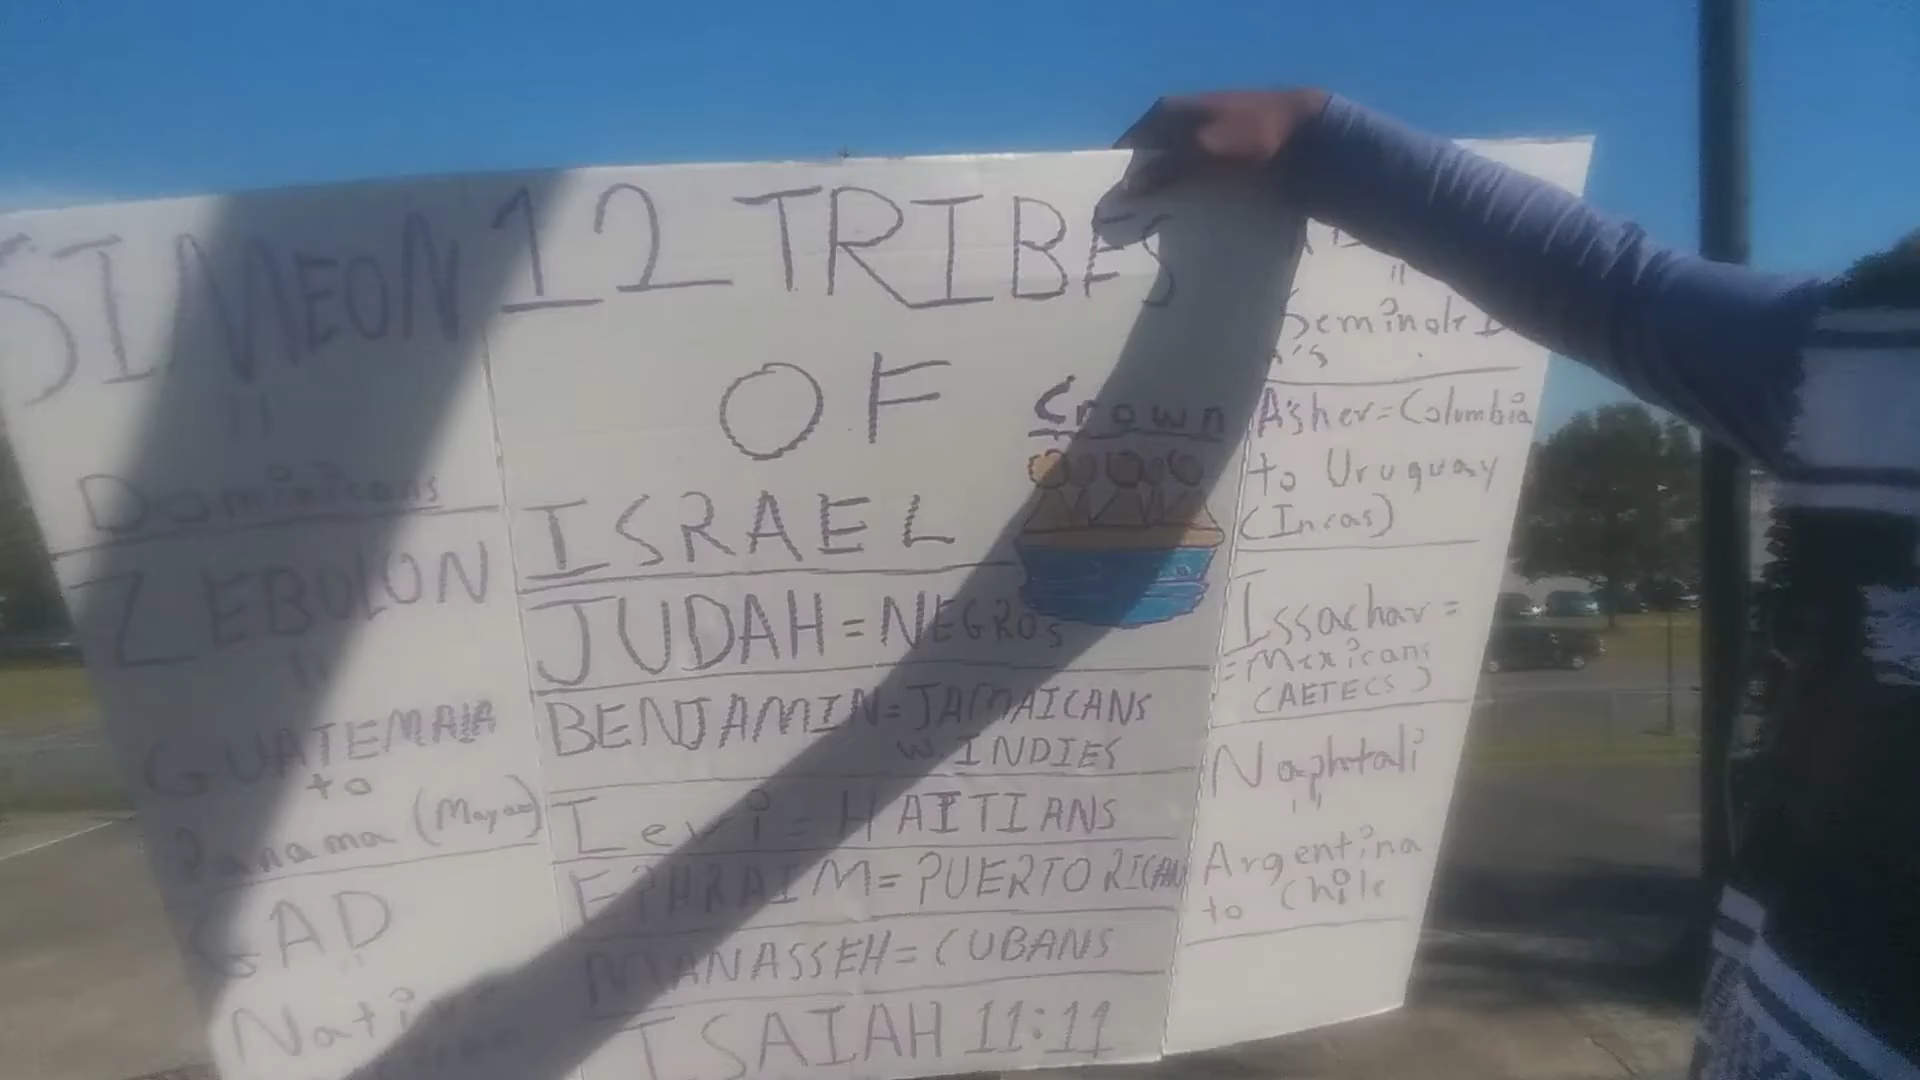 SIMEON
"
Dominicans
ZEBULON
"
GUATEMALA
to
Panama (Mayan)
GAD
"
Native
12 TRIBES
OF
ISRAEL
Crown
JUDAH = NEGROS
BENJAMIN = JAMAICANS
W. INDIES
Levi = HAITIANS
EPHRAIM = PUERTO RICAN
MANASSEH = CUBANS
ISAIAH 11:11
"
Seminole I
n's
Asher = Columbia
to Uruguay
(Incas)
Issachar =
= Mexicans
(AETECS)
Naphtali
"
Argentina
to Chile